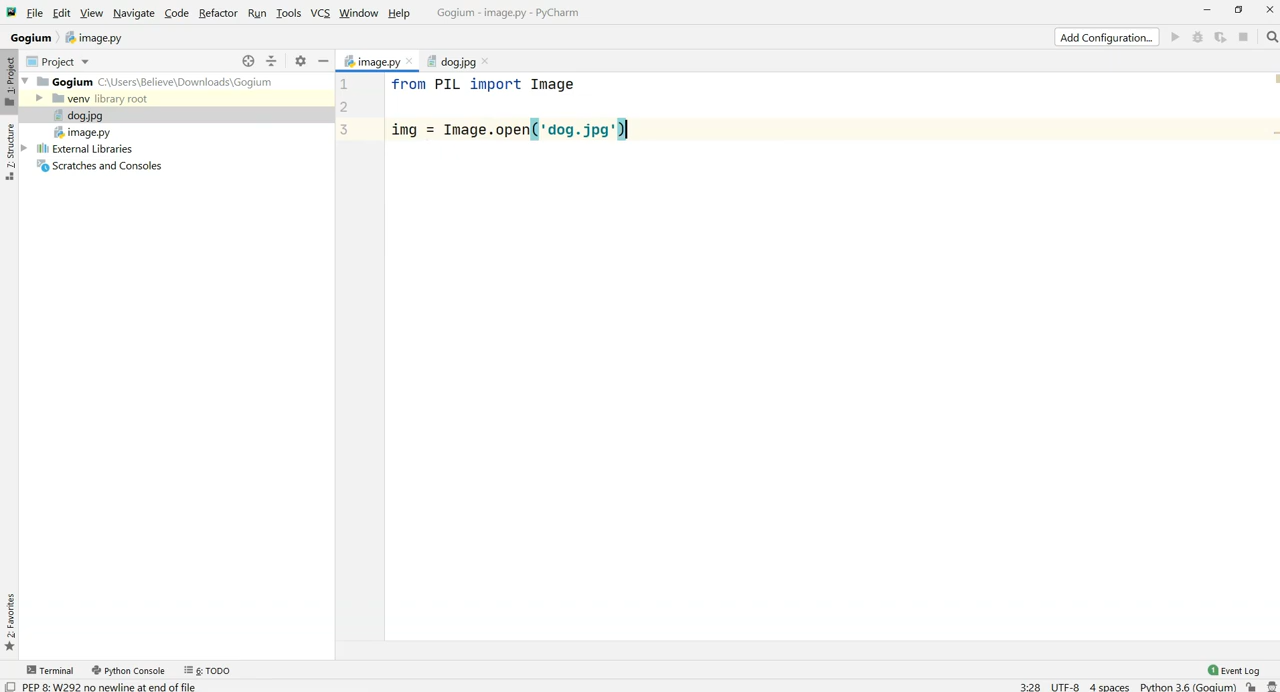 File Edit View Navigate Code Refactor Run Tools VCS Window Help Gogium - image.py - PyCharm
Gogium image.py Add Configuration...
1: Project
Project
image.py dog.jpg
Gogium C:\Users\Believe\Downloads\Gogium
venv library root
dog.jpg
image.py
External Libraries
Scratches and Consoles
Z: Structure
2: Favorites
1 from PIL import Image
2
3 img = Image.open('dog.jpg')
Terminal Python Console 6: TODO 1 Event Log
PEP 8: W292 no newline at end of file 3:28 UTF-8 4 spaces Python 3.6 (Gogium)